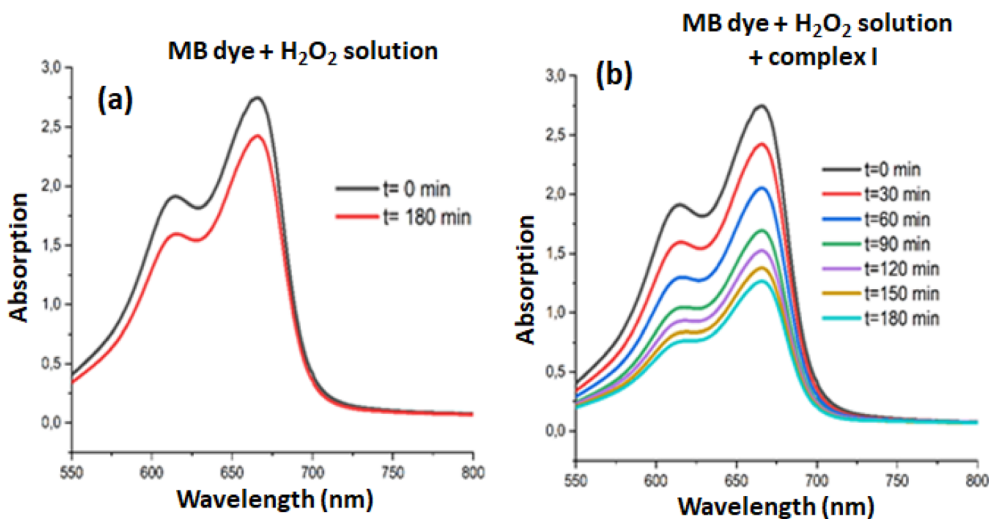 MB dye + H₂O₂ solution
(a)
3,0
2,5
2,0
1,5
1,0
0,5
0,0
Absorption
t= 0 min
t= 180 min
550 600 650 700 750 800
Wavelength (nm)
MB dye + H₂O₂ solution
+ complex I
(b)
3,0
2,5
2,0
1,5
1,0
0,5
0,0
Absorption
t=0 min
t=30 min
t=60 min
t=90 min
t=120 min
t=150 min
t=180 min
550 600 650 700 750 800
Wavelength (nm)